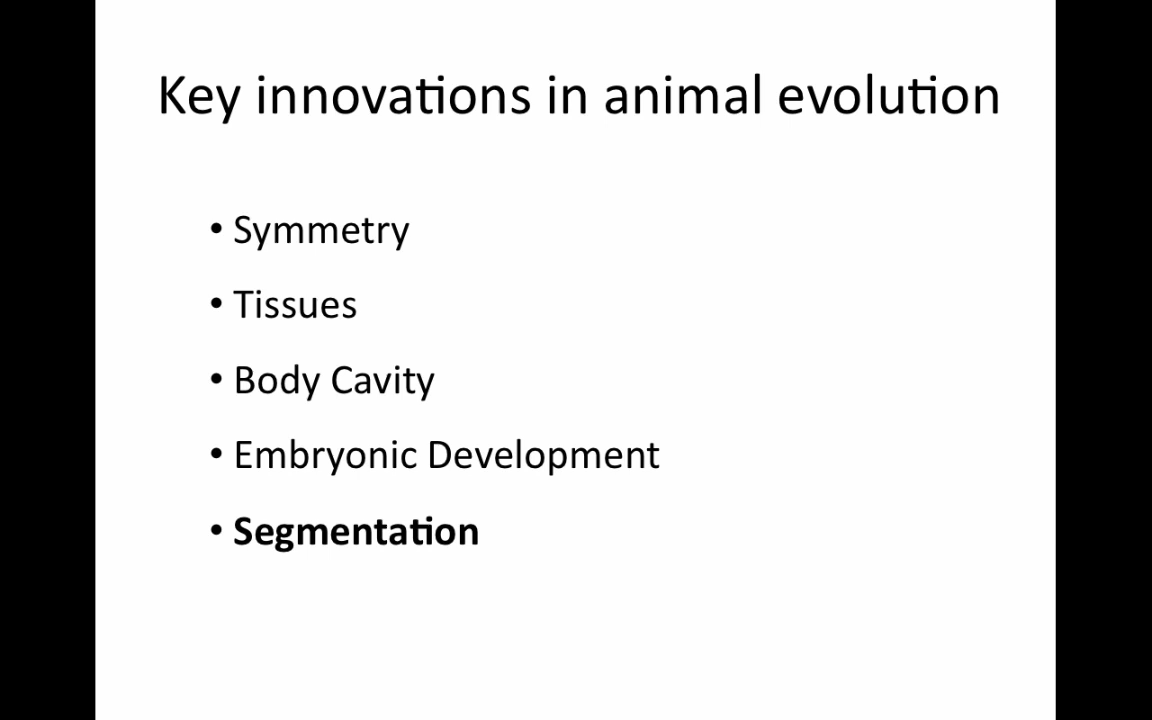 Key innovations in animal evolution
• Symmetry
• Tissues
• Body Cavity
• Embryonic Development
• Segmentation